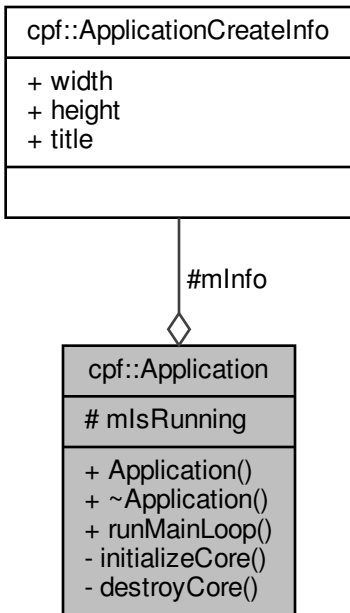 cpf::ApplicationCreateInfo
+ width
+ height
+ title
#mInfo
cpf::Application
# mIsRunning
+ Application()
+ ~Application()
+ runMainLoop()
- initializeCore()
- destroyCore()